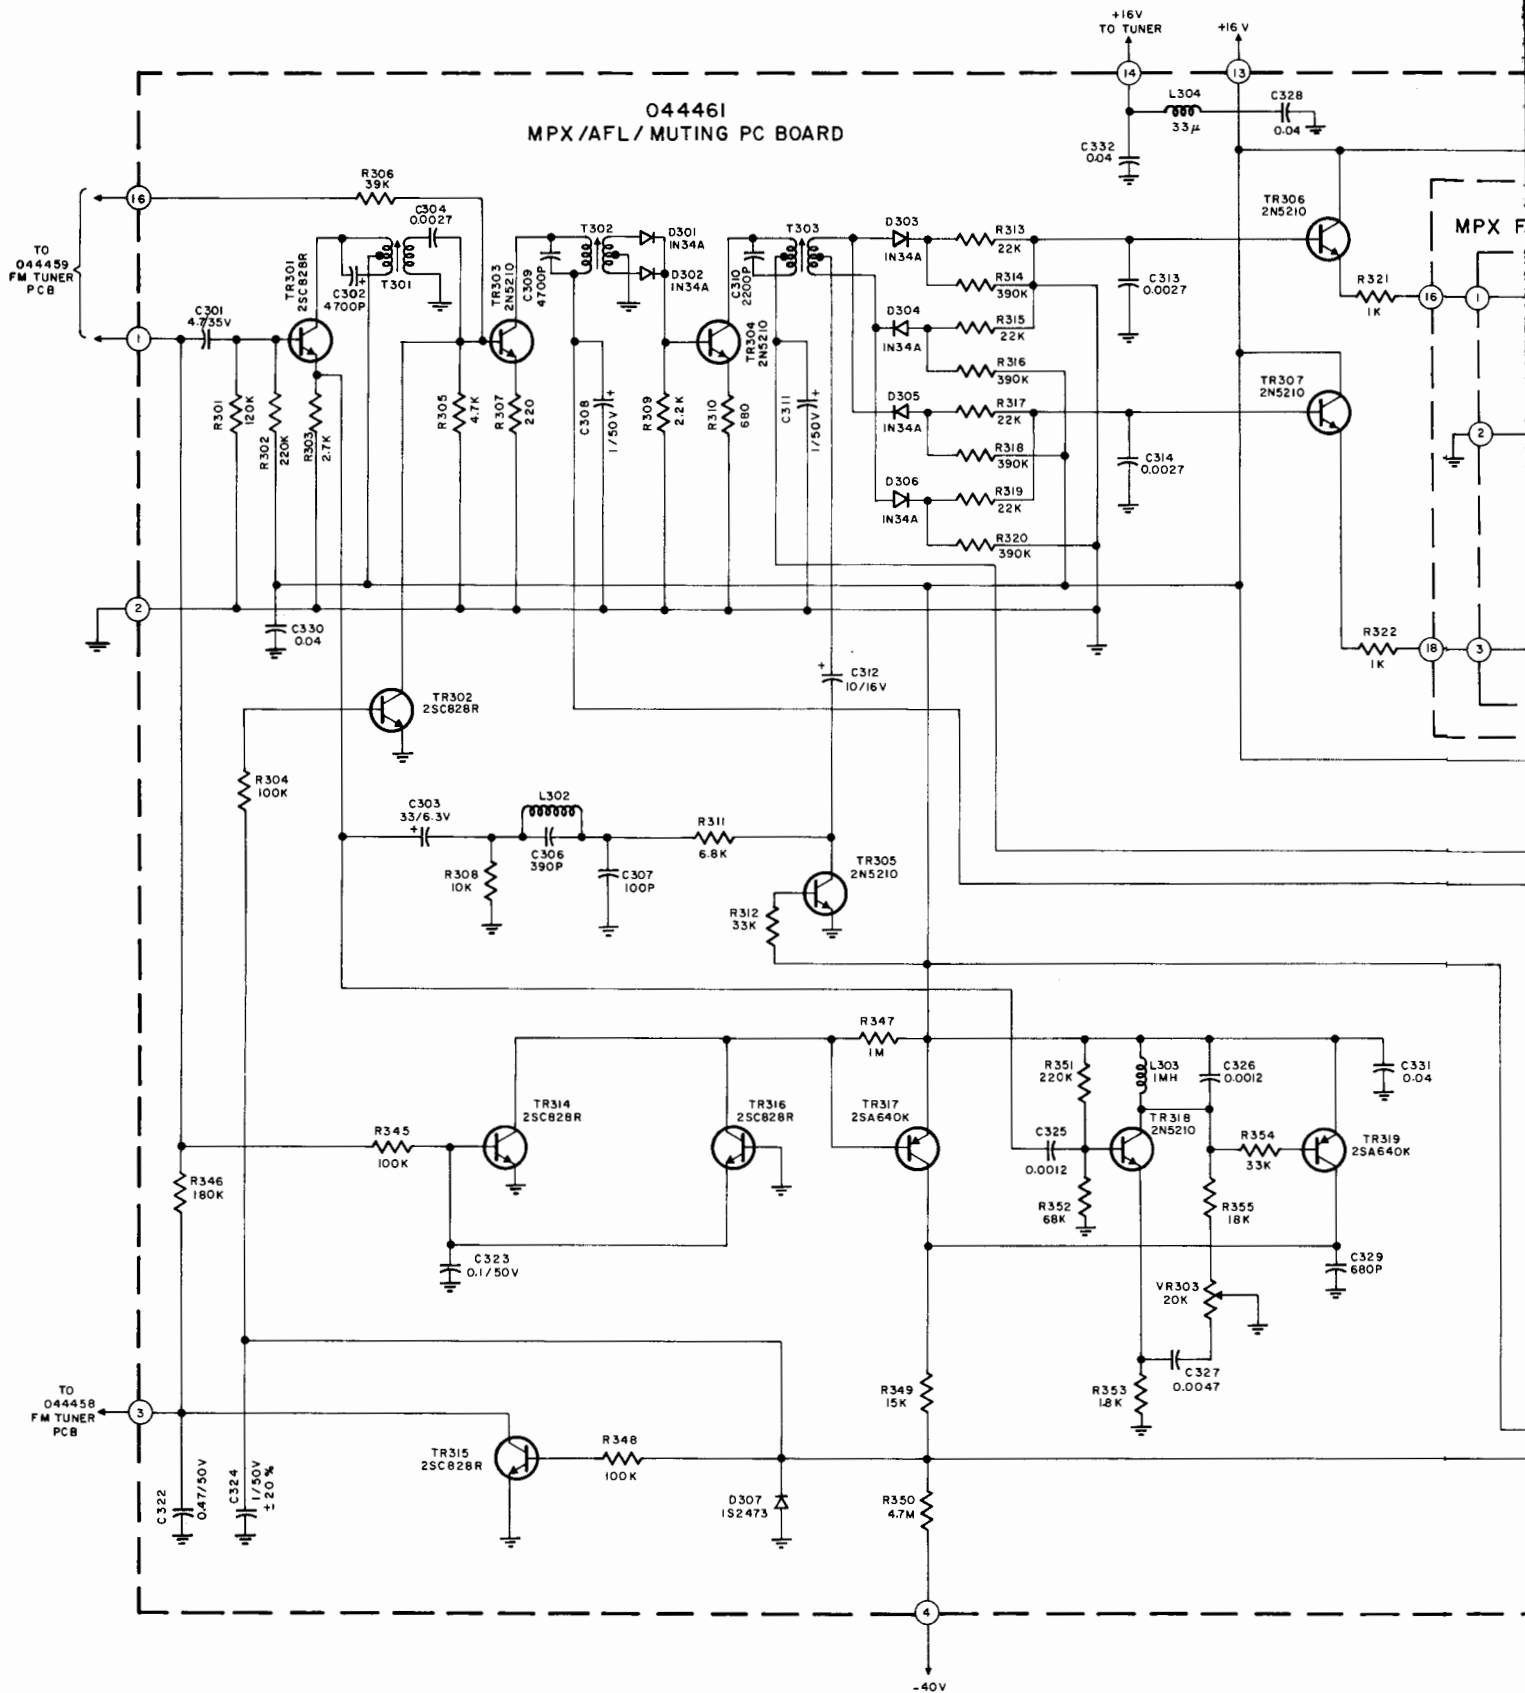 +16V
TO TUNER
+16V
14
13
044461
MPX/AFL/MUTING PC BOARD
L304
33µ
C328
0.04
C332
0.04
16
R306
39K
C304
0.0027
TO
044459
FM TUNER
PCB
TR301
2SC828R
C302
4700P
T301
TR303
2N5210
C309
4700P
T302
D301
1N34A
D302
1N34A
C310
2200P
T303
TR304
2N5210
D303
1N34A
R313
22K
R314
390K
D304
1N34A
R315
22K
R316
390K
D305
1N34A
R317
22K
R318
390K
D306
1N34A
R319
22K
R320
390K
C313
0.0027
C314
0.0027
TR306
2N5210
R321
1K
16
1
MPX F
TR307
2N5210
2
R322
1K
18
3
1
C301
4.7/35V
R301
120K
R302
220K
R303
2.7K
R305
4.7K
R307
220
C308
1/50V
+
R309
2.2K
R310
680
C311
1/50V
+
2
C330
0.04
TR302
2SC828R
+
C312
10/16V
R304
100K
C303
33/6.3V
+
L302
C306
390P
R308
10K
C307
100P
R311
6.8K
TR305
2N5210
R312
33K
R347
1M
R351
220K
L303
1MH
C326
0.0012
C331
0.04
TR314
2SC828R
TR316
2SC828R
TR317
2SA640K
TR318
2N5210
R345
100K
C325
0.0012
R354
33K
TR319
2SA640K
R346
180K
R352
68K
R355
18K
C323
0.1/50V
C329
680P
VR303
20K
C327
0.0047
R353
1.8K
R349
15K
TO
044458
FM TUNER
PCB
3
TR315
2SC828R
R348
100K
C322
0.47/50V
C324
1/50V
±20%
D307
1S2473
R350
4.7M
4
-40V